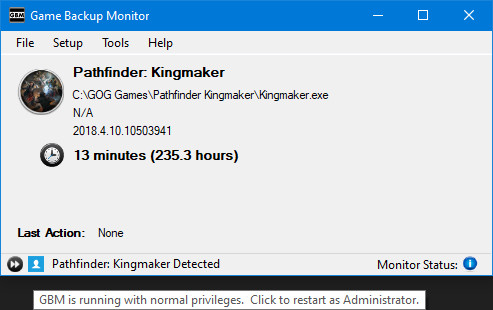 GBM Game Backup Monitor
File Setup Tools Help
Pathfinder: Kingmaker
C:\GOG Games\Pathfinder Kingmaker\Kingmaker.exe
N/A
2018.4.10.10503941
13 minutes (235.3 hours)
Last Action: None
Pathfinder: Kingmaker Detected Monitor Status:
GBM is running with normal privileges. Click to restart as Administrator.